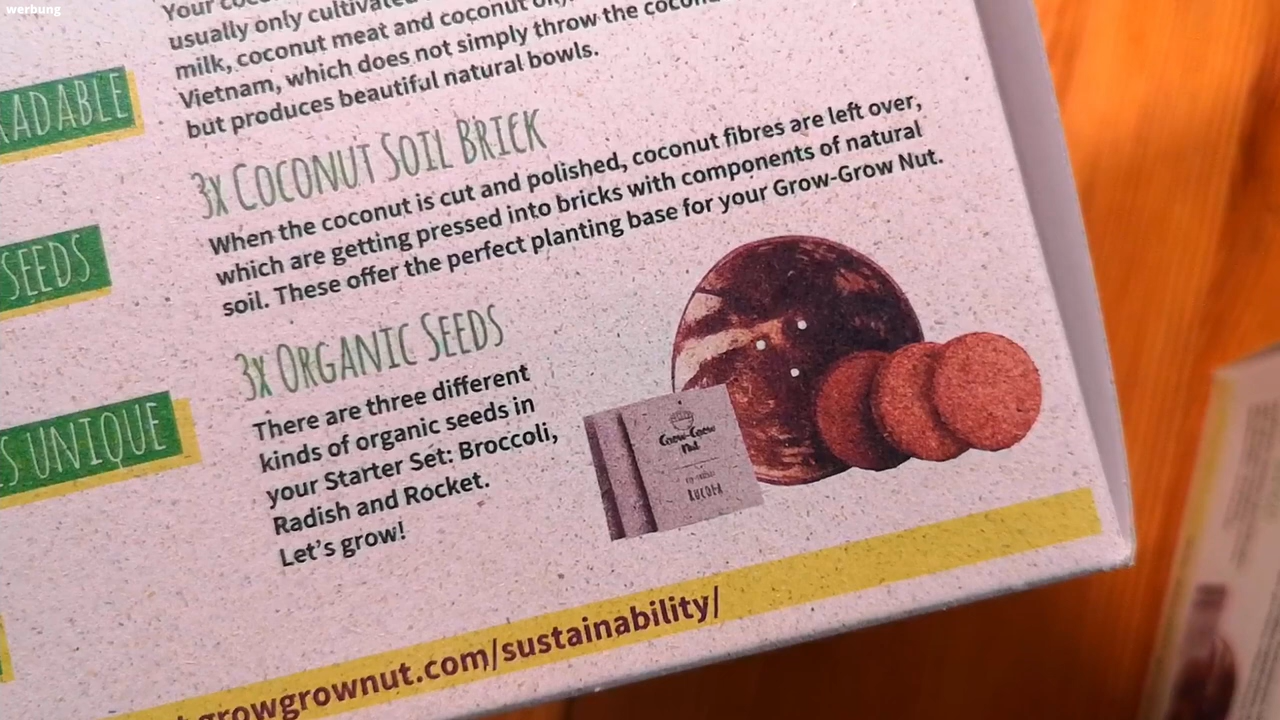 werbung
Your
usually only cultivated
milk, coconut meat and coconut
Vietnam, which does not simply throw the
but produces beautiful natural bowls.
ADABLE
3x COCONUT SOIL BRICK
When the coconut is cut and polished, coconut fibres are left over,
which are getting pressed into bricks with components of natural
soil. These offer the perfect planting base for your Grow-Grow Nut.
SEEDS
3x ORGANIC SEEDS
There are three different
kinds of organic seeds in
your Starter Set: Broccoli,
Radish and Rocket.
Let's grow!
S UNIQUE
Grow-Grow
Nut
RUCOLA
growgrownut.com/sustainability/